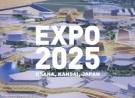 EXPO
2025
OSAKA, KANSAI, JAPAN